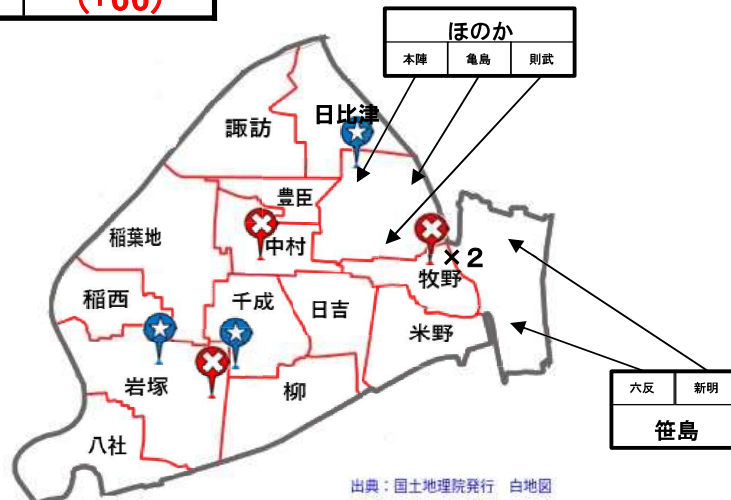 ほのか
本陣 亀島 則武
日比津
諏訪
豊臣
稲葉地
中村
×2
牧野
稲西
千成
日吉
米野
岩塚
柳
六反 新明
笹島
八社
出典：国土地理院発行 白地図